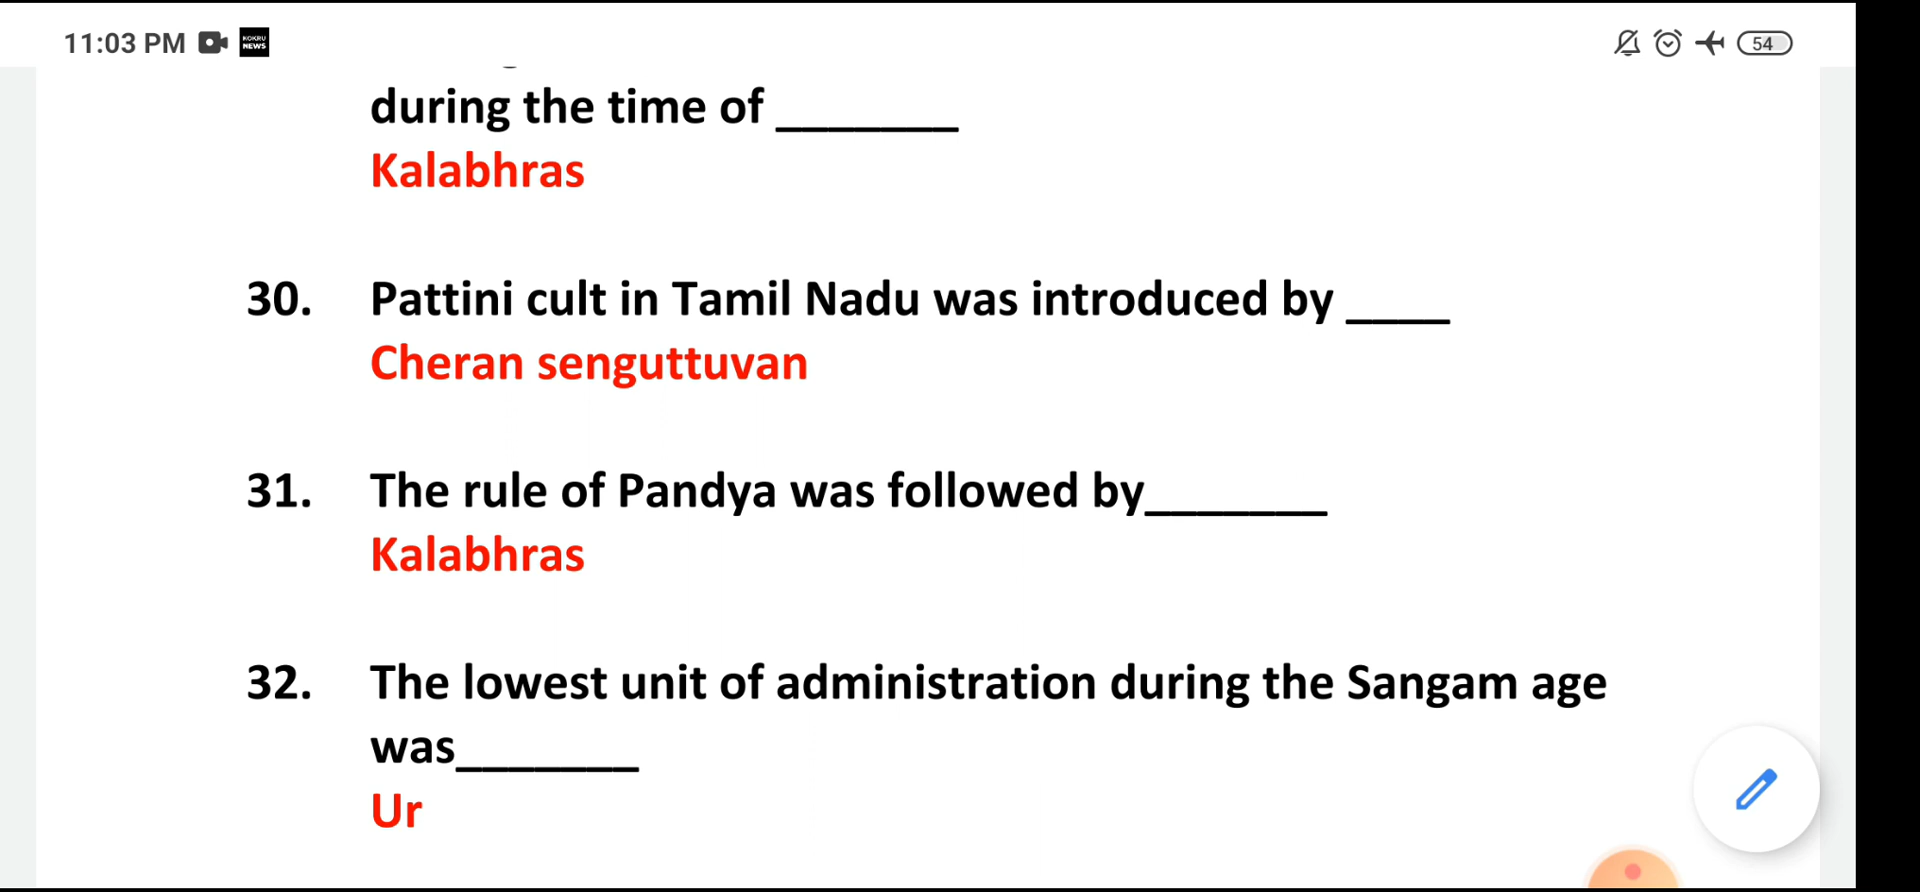 11:03 PM KOKRU NEWS 54
during the time of _______
Kalabhras
30. Pattini cult in Tamil Nadu was introduced by ____
Cheran senguttuvan
31. The rule of Pandya was followed by_______
Kalabhras
32. The lowest unit of administration during the Sangam age
was_______
Ur